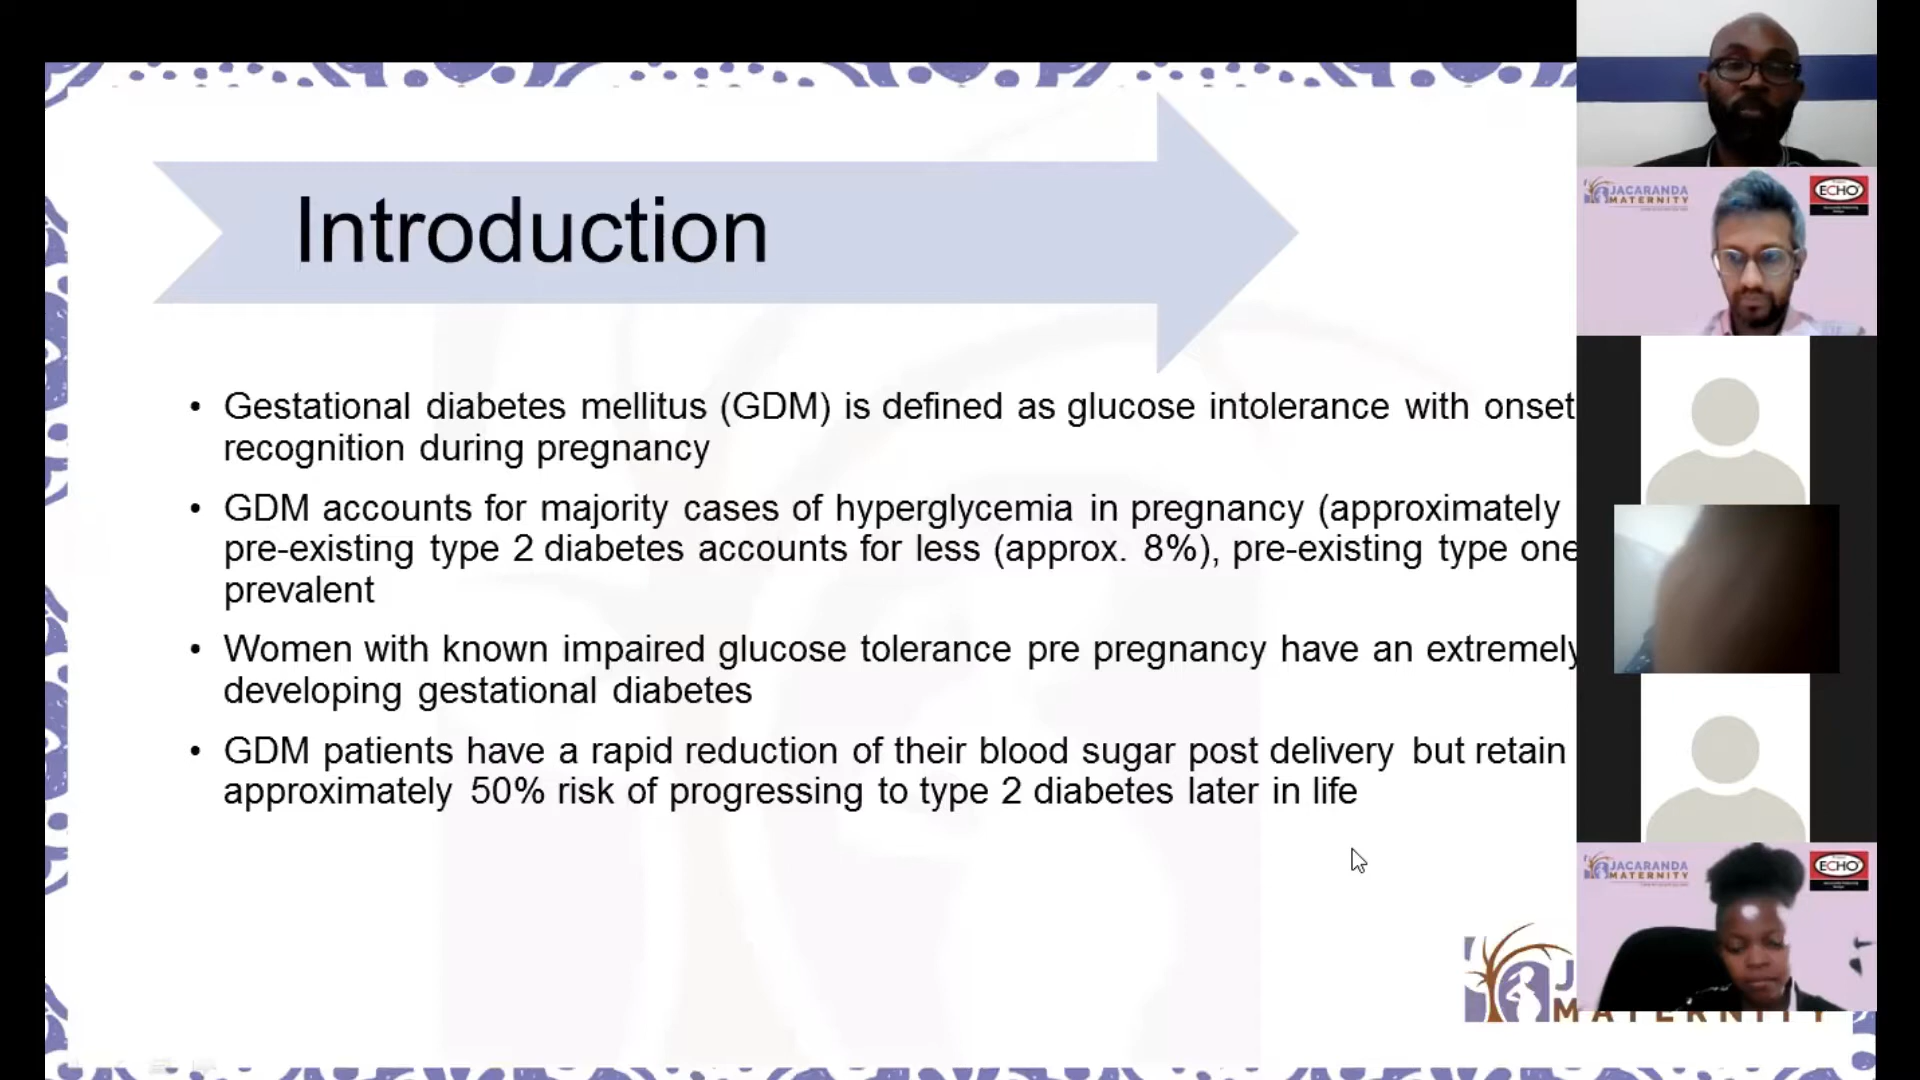 Introduction
• Gestational diabetes mellitus (GDM) is defined as glucose intolerance with onset
recognition during pregnancy
• GDM accounts for majority cases of hyperglycemia in pregnancy (approximately
pre-existing type 2 diabetes accounts for less (approx. 8%), pre-existing type one
prevalent
• Women with known impaired glucose tolerance pre pregnancy have an extremely
developing gestational diabetes
• GDM patients have a rapid reduction of their blood sugar post delivery but retain
approximately 50% risk of progressing to type 2 diabetes later in life
JACARANDA
MATERNITY
ECHO
JACARANDA
MATERNITY
ECHO
J
MATERNITY